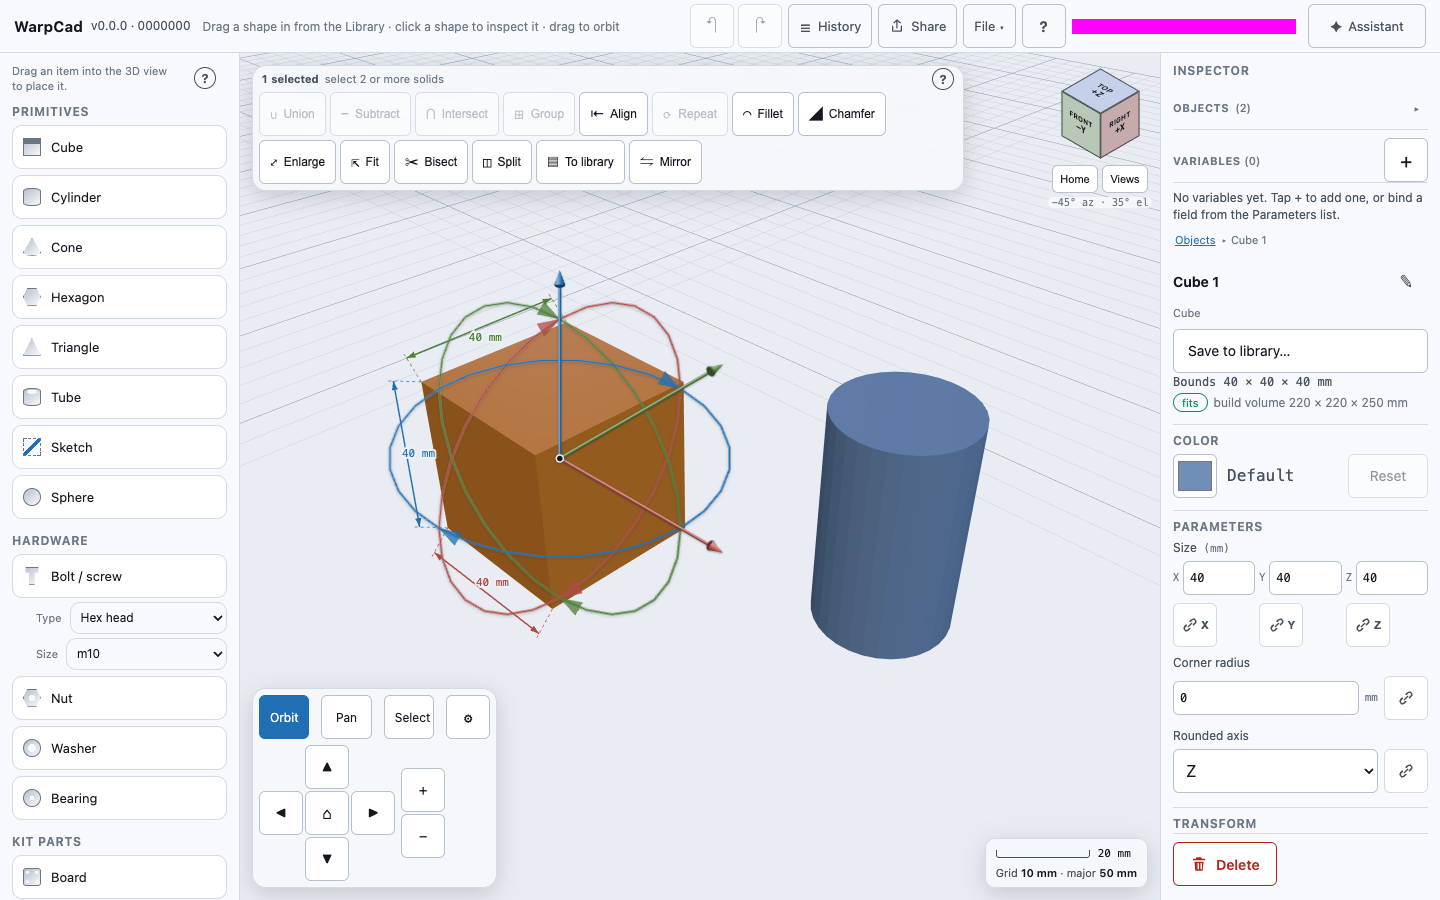 WarpCad v0.0.0 · 0000000 Drag a shape in from the Library · click a shape to inspect it · drag to orbit
History
Share
File
?
Assistant
Drag an item into the 3D view
to place it.
?
PRIMITIVES
Cube
Cylinder
Cone
Hexagon
Triangle
Tube
Sketch
Sphere
HARDWARE
Bolt / screw
Type Hex head
Size m10
Nut
Washer
Bearing
KIT PARTS
Board
1 selected select 2 or more solids
?
Union
Subtract
Intersect
Group
Align
Repeat
Fillet
Chamfer
Enlarge
Fit
Bisect
Split
To library
Mirror
TOP
+Z
FRONT
−Y
RIGHT
+X
Home
Views
−45° az · 35° el
40 mm
40 mm
40 mm
Orbit
Pan
Select
+
−
20 mm
Grid 10 mm · major 50 mm
INSPECTOR
OBJECTS (2)
VARIABLES (0)
+
No variables yet. Tap + to add one, or bind a
field from the Parameters list.
Objects ▸ Cube 1
Cube 1
Cube
Save to library...
Bounds 40 × 40 × 40 mm
fits build volume 220 × 220 × 250 mm
COLOR
Default
Reset
PARAMETERS
Size (mm)
X 40 Y 40 Z 40
X
Y
Z
Corner radius
0 mm
Rounded axis
Z
TRANSFORM
Delete